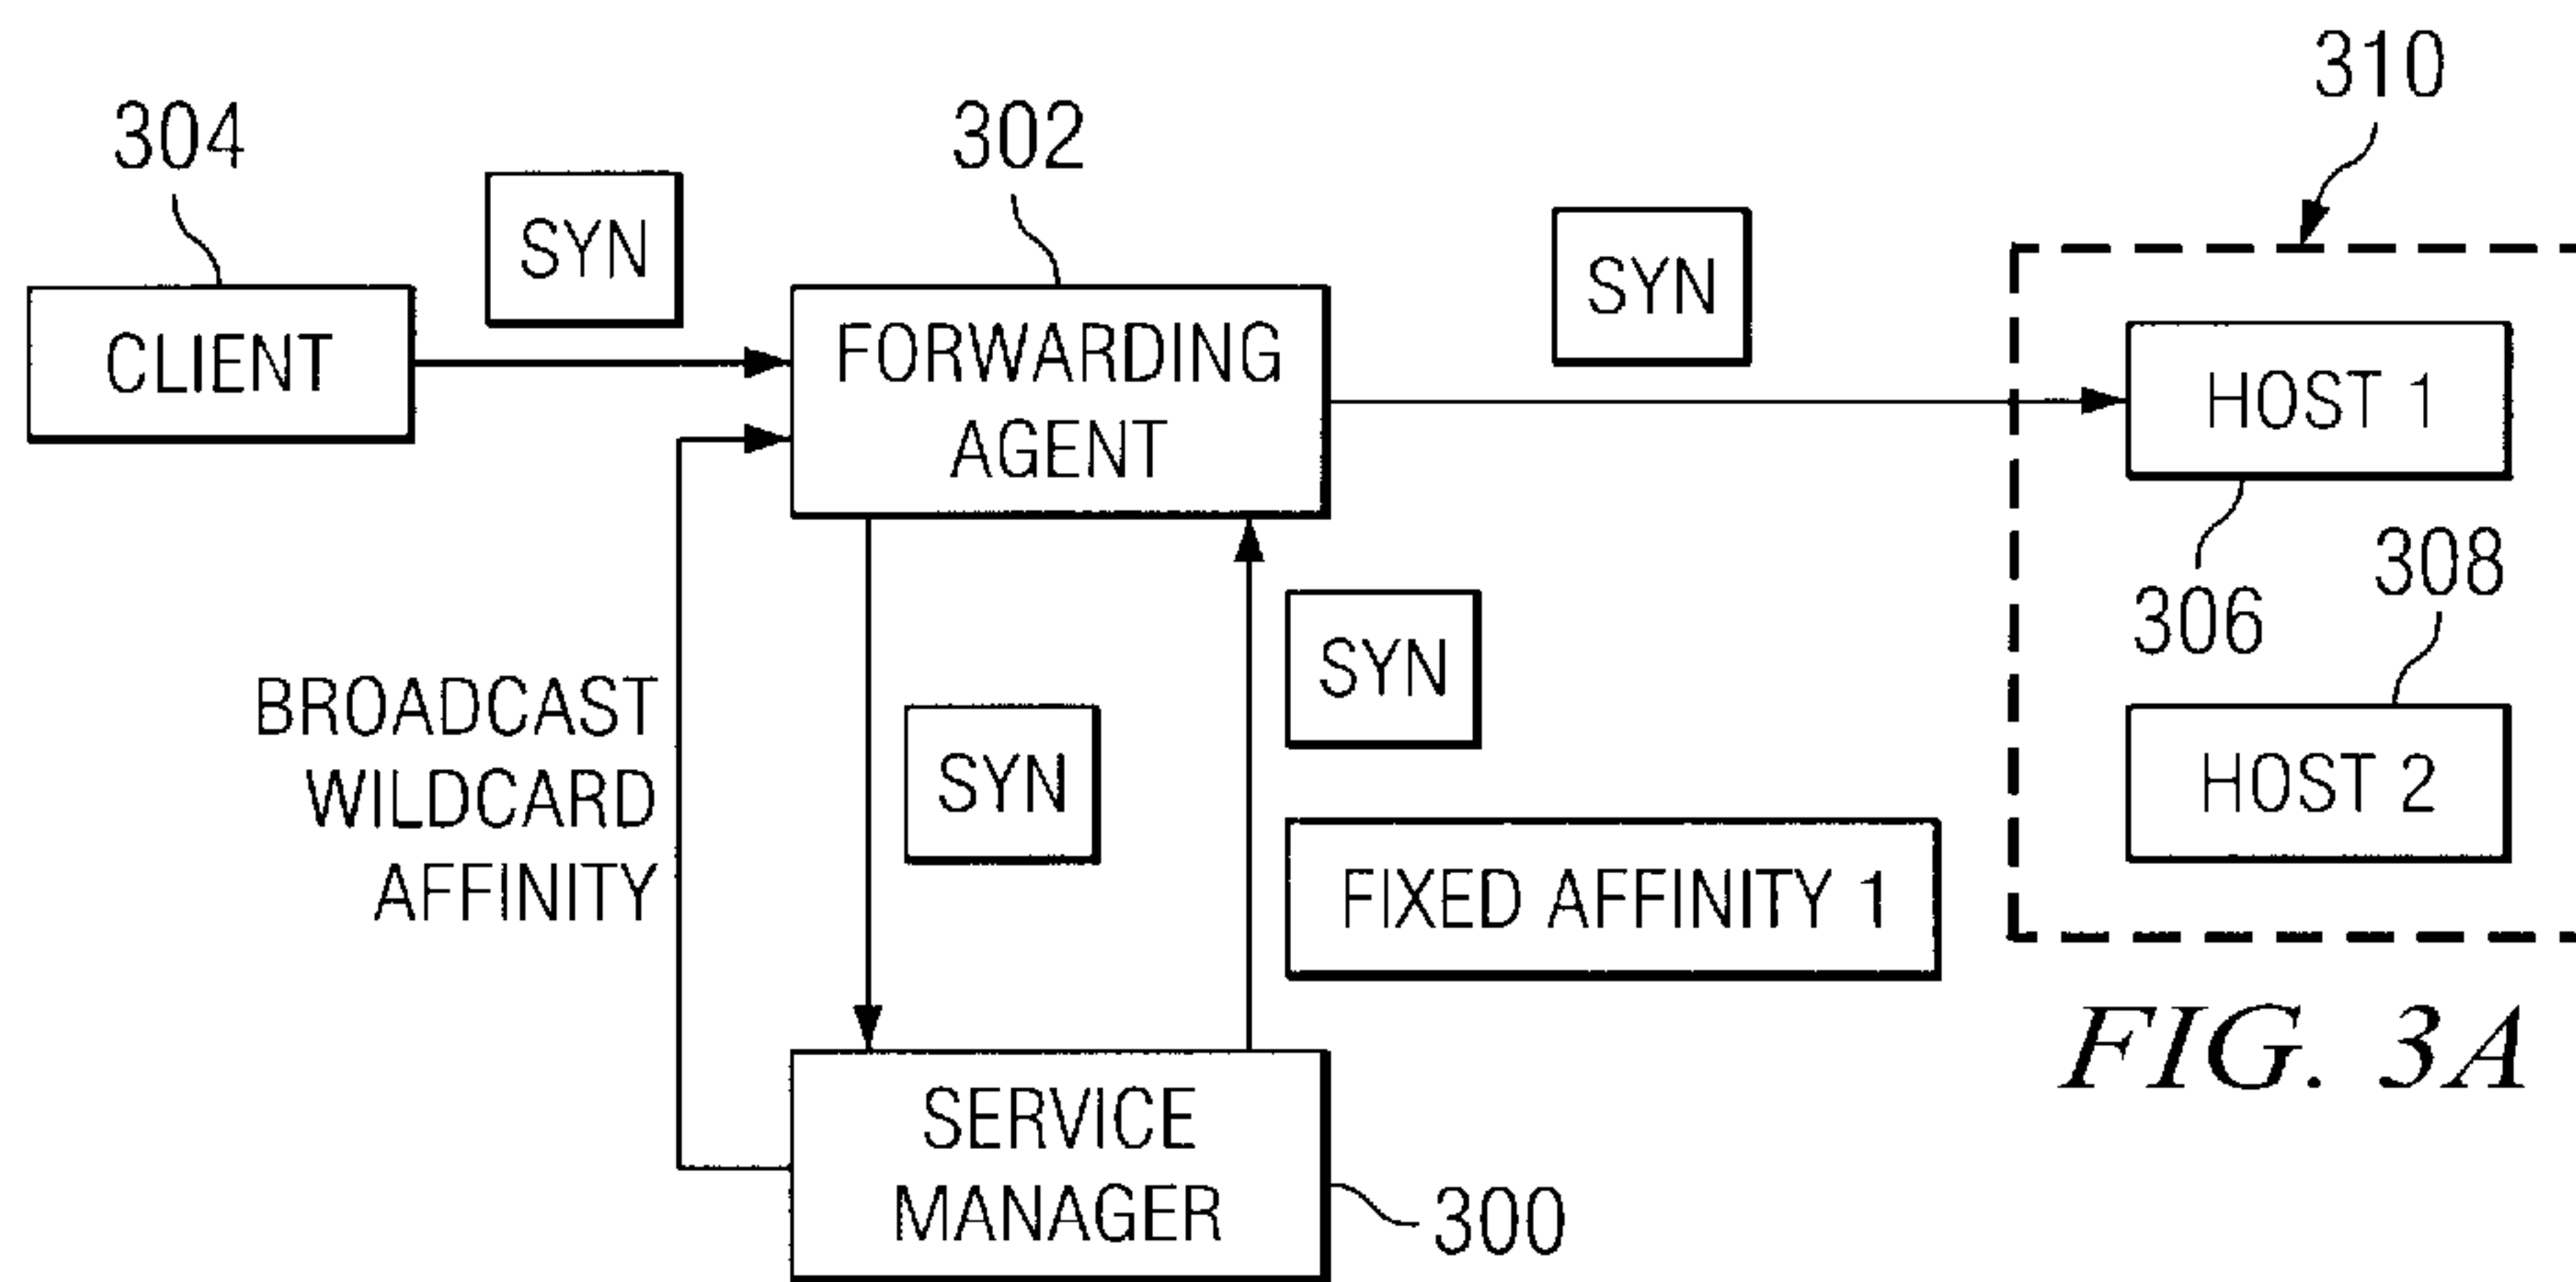 310
304
302
SYN
SYN
CLIENT
FORWARDING
AGENT
HOST 1
306
308
SYN
BROADCAST
WILDCARD
AFFINITY
SYN
HOST 2
FIXED AFFINITY 1
FIG. 3A
SERVICE
MANAGER
300